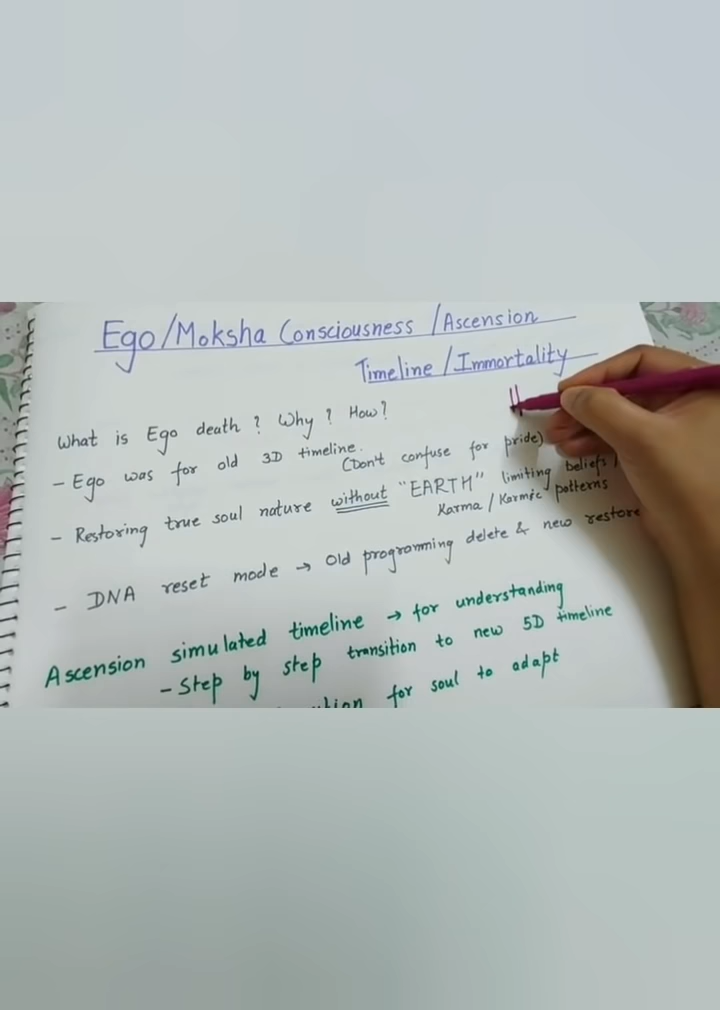 Ego/Moksha Consciousness /Ascension
Timeline /Immortality
What is Ego death? Why? How?
- Ego was for old 3D timeline.
(Don't confuse for pride)
- Restoring true soul nature without "EARTH" limiting beliefs/
Karma / Karmic patterns
- DNA reset mode → Old programming delete & new restore
Ascension simulated timeline → for understanding
- Step by step transition to new 5D timeline
for soul to adapt